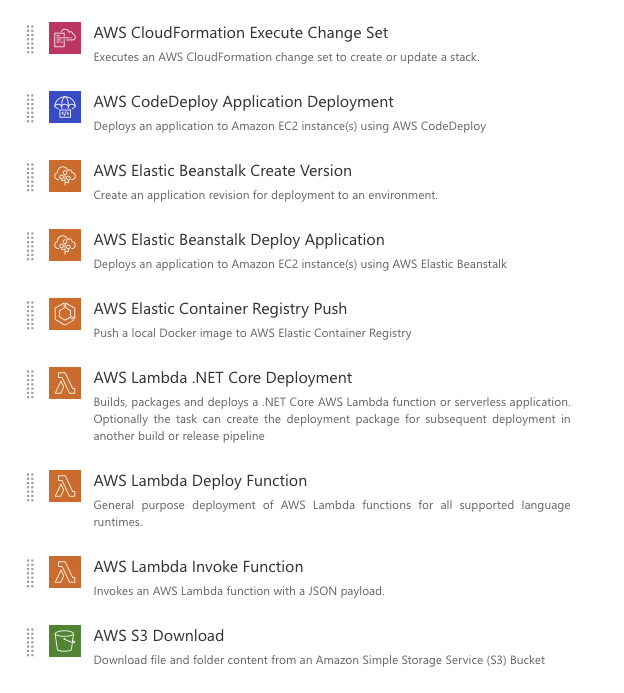 AWS CloudFormation Execute Change Set
Executes an AWS CloudFormation change set to create or update a stack.
AWS CodeDeploy Application Deployment
Deploys an application to Amazon EC2 instance(s) using AWS CodeDeploy
AWS Elastic Beanstalk Create Version
Create an application revision for deployment to an environment.
AWS Elastic Beanstalk Deploy Application
Deploys an application to Amazon EC2 instance(s) using AWS Elastic Beanstalk
AWS Elastic Container Registry Push
Push a local Docker image to AWS Elastic Container Registry
AWS Lambda .NET Core Deployment
Builds, packages and deploys a .NET Core AWS Lambda function or serverless application.
Optionally the task can create the deployment package for subsequent deployment in
another build or release pipeline
AWS Lambda Deploy Function
General purpose deployment of AWS Lambda functions for all supported language
runtimes.
AWS Lambda Invoke Function
Invokes an AWS Lambda function with a JSON payload.
AWS S3 Download
Download file and folder content from an Amazon Simple Storage Service (S3) Bucket